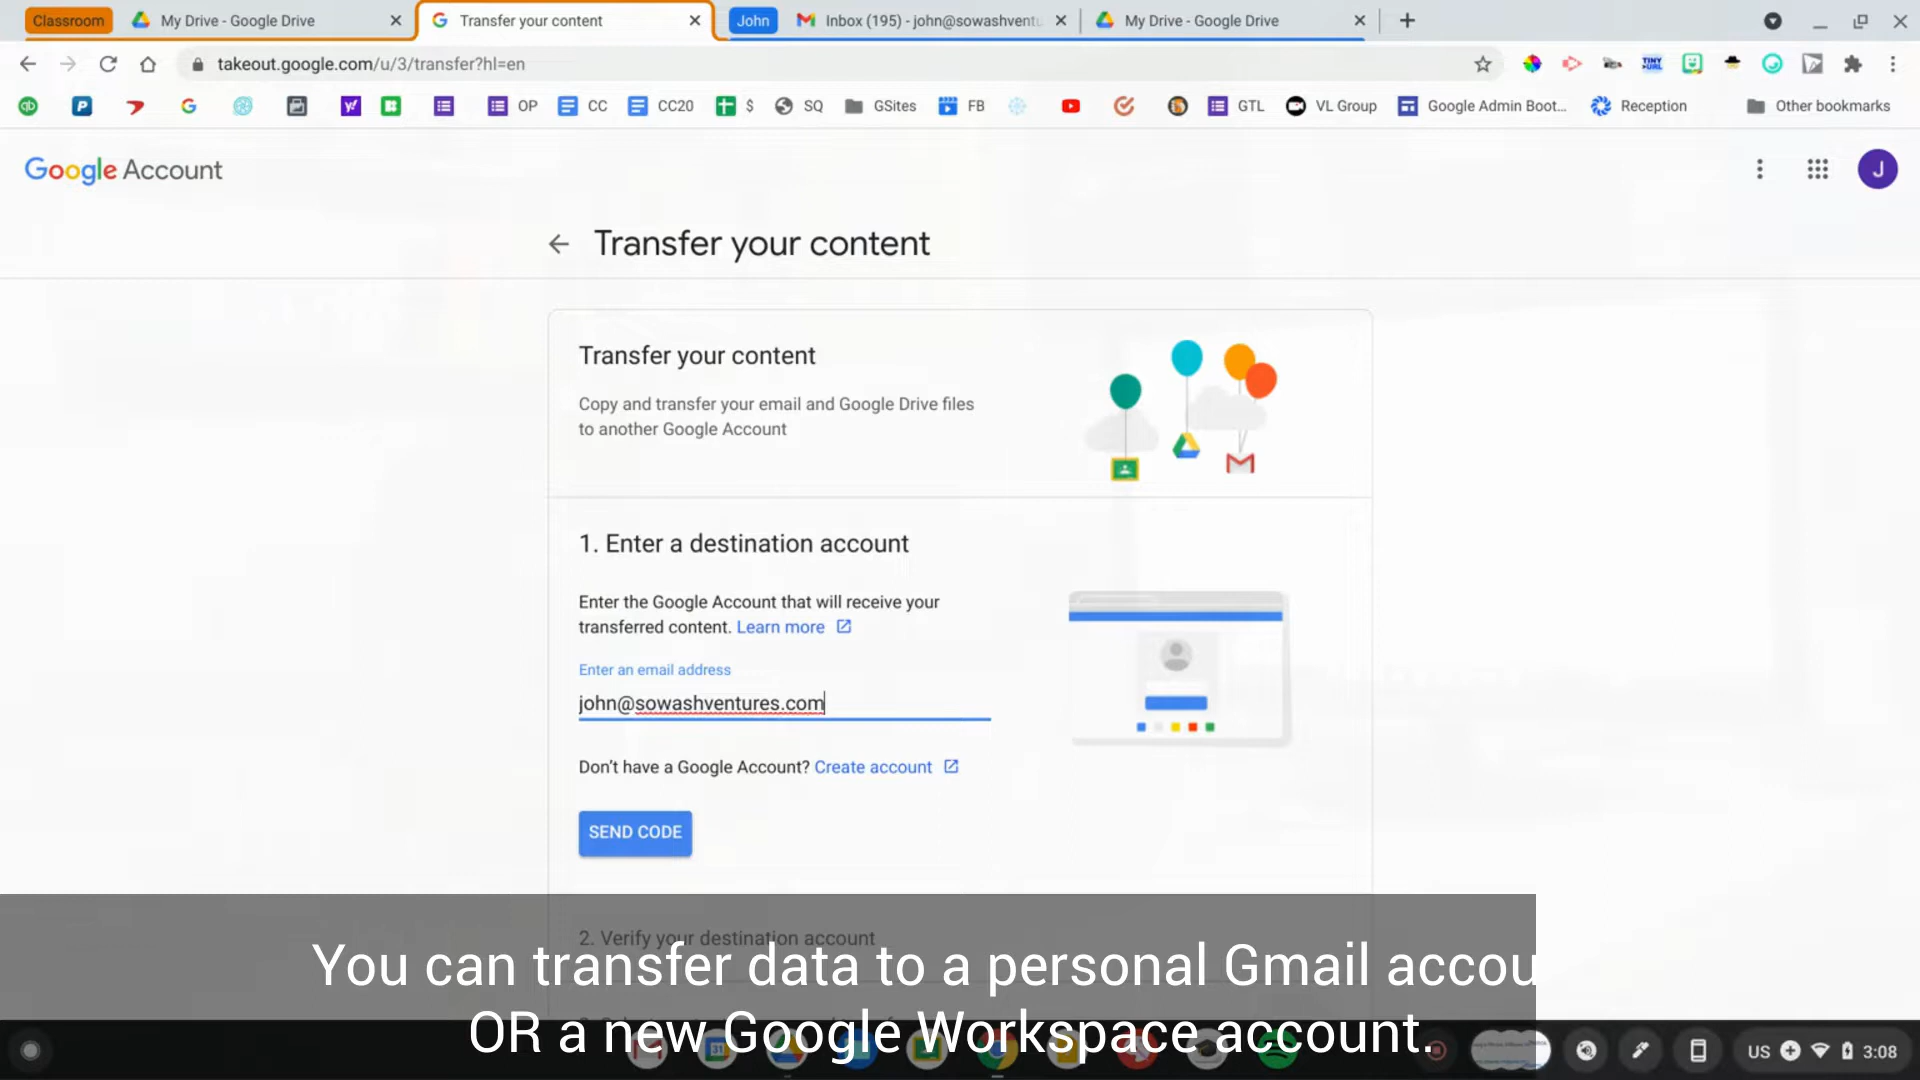 Classroom
My Drive - Google Drive
Transfer your content
John
Inbox (195) - john@sowashventu
My Drive - Google Drive
takeout.google.com/u/3/transfer?hl=en
OP
CC
CC20
$
SQ
GSites
FB
GTL
VL Group
Google Admin Boot...
Reception
Other bookmarks
Google Account
J
Transfer your content
Transfer your content
Copy and transfer your email and Google Drive files
to another Google Account
1. Enter a destination account
Enter the Google Account that will receive your
transferred content. Learn more
Enter an email address
john@sowashventures.com
Don't have a Google Account? Create account
SEND CODE
2. Verify your destination account
You can transfer data to a personal Gmail accou
OR a new Google Workspace account.
US
3:08